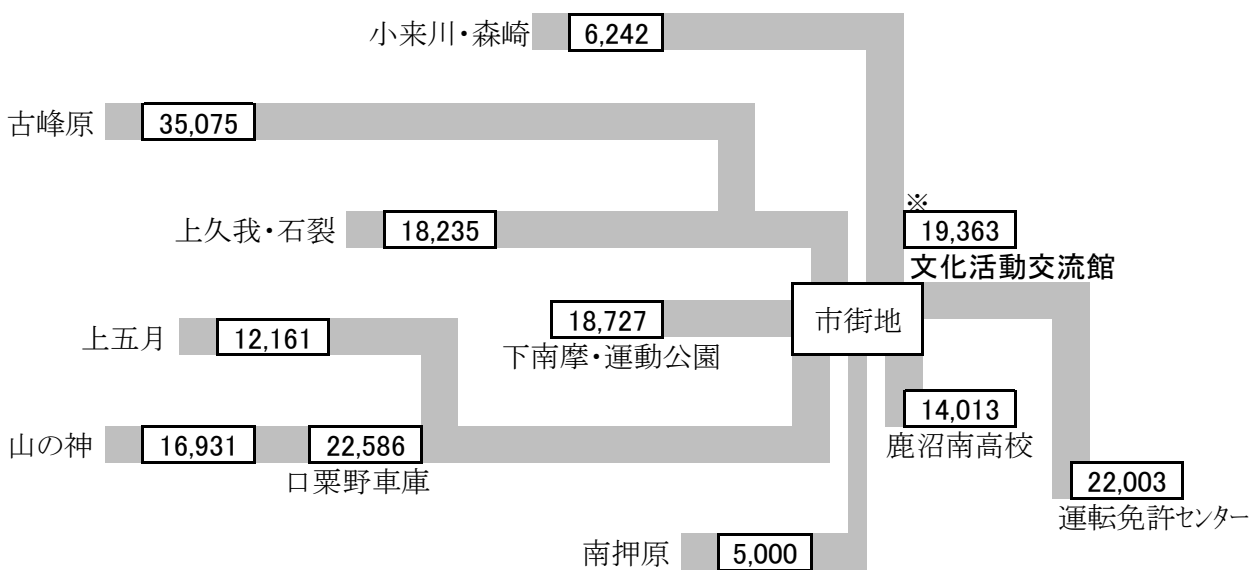 小来川・森崎
6,242
古峰原
35,075
※
上久我・石裂
18,235
19,363
文化活動交流館
市街地
18,727
上五月
12,161
下南摩・運動公園
14,013
鹿沼南高校
山の神
16,931
22,586
口粟野車庫
22,003
運転免許センター
南押原
5,000